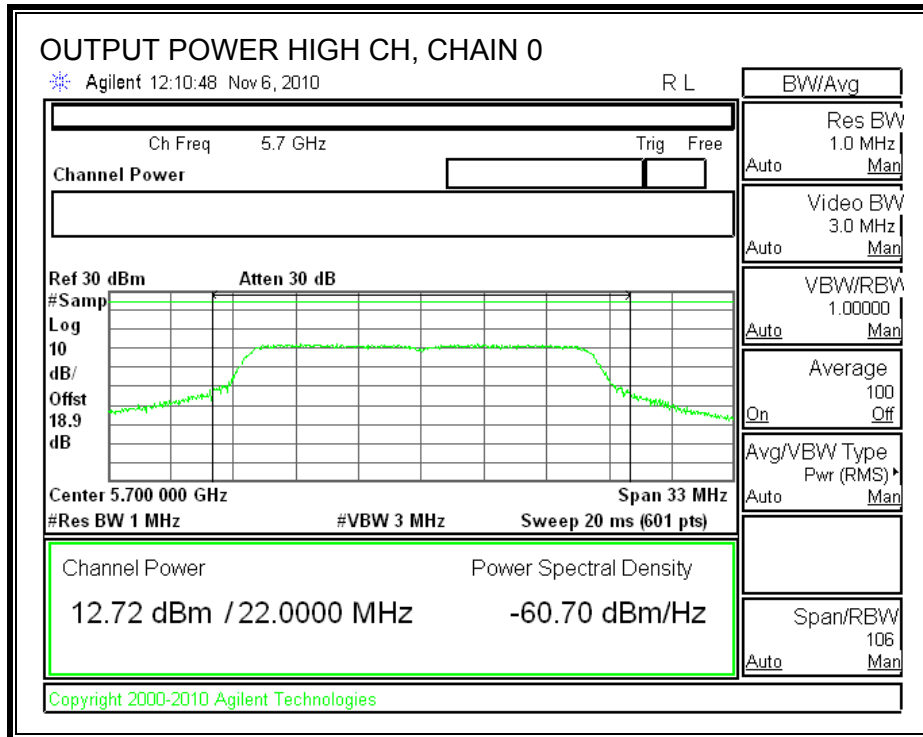 OUTPUT POWER HIGH CH, CHAIN 0
Agilent 12:10:48 Nov 6, 2010 R L
Ch Freq 5.7 GHz Trig Free
Channel Power
Ref 30 dBm Atten 30 dB
#Samp
Log
10
dB/
Offst
18.9
dB
Center 5.700 000 GHz Span 33 MHz
#Res BW 1 MHz #VBW 3 MHz Sweep 20 ms (601 pts)
Channel Power Power Spectral Density
12.72 dBm / 22.0000 MHz -60.70 dBm/Hz
Copyright 2000-2010 Agilent Technologies
BW/Avg
Res BW
1.0 MHz
Auto Man
Video BW
3.0 MHz
Auto Man
VBW/RBW
1.00000
Auto Man
Average
100
On Off
Avg/VBW Type
Pwr (RMS)
Auto Man
Span/RBW
106
Auto Man